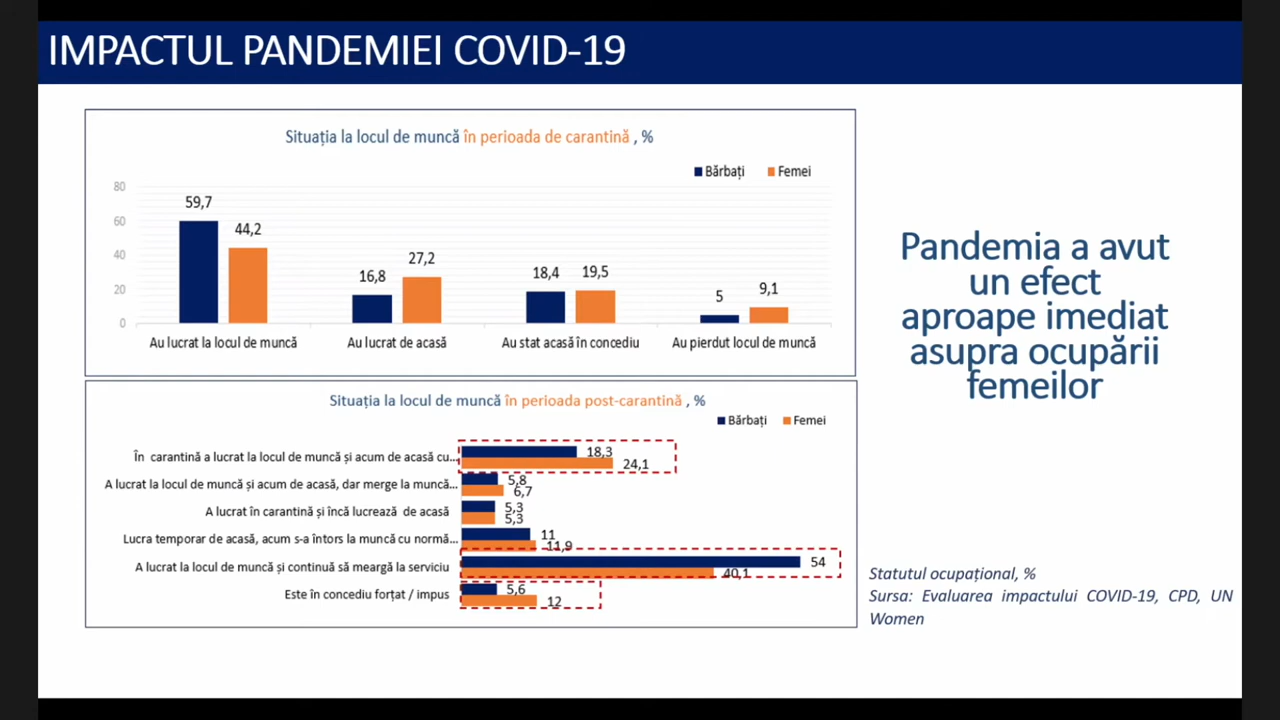 IMPACTUL PANDEMIEI COVID-19
Situația la locul de muncă în perioada de carantină , %
Bărbați Femei
80
60
40
20
0
59,7
44,2
16,8
27,2
18,4
19,5
5
9,1
Au lucrat la locul de muncă
Au lucrat de acasă
Au stat acasă în concediu
Au pierdut locul de muncă
Situația la locul de muncă în perioada post-carantină , %
Bărbați Femei
În carantină a lucrat la locul de muncă și acum de acasă cu...
18,3
24,1
A lucrat la locul de muncă și acum de acasă, dar merge la muncă...
5,8
6,7
A lucrat în carantină și încă lucrează de acasă
5,3
5,3
Lucra temporar de acasă, acum s-a întors la muncă cu normă...
11
11,9
A lucrat la locul de muncă și continuă să meargă la serviciu
54
40,1
Este în concediu forțat / impus
5,6
12
Pandemia a avut
un efect
aproape imediat
asupra ocupării
femeilor
Statutul ocupațional, %
Sursa: Evaluarea impactului COVID-19, CPD, UN
Women